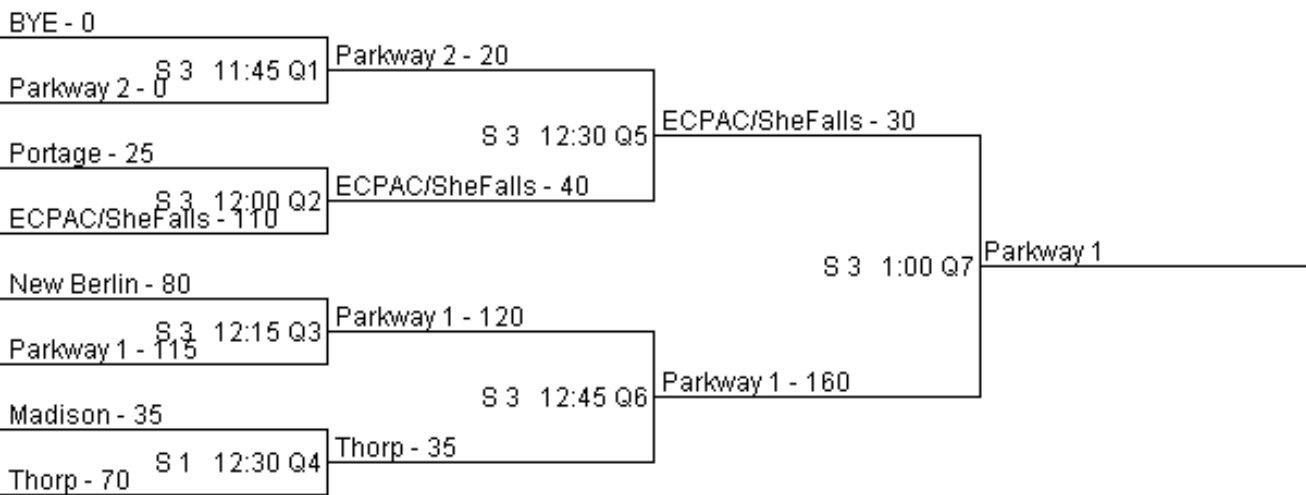 BYE - 0
S 3 11:45 Q1
Parkway 2 - 0
Parkway 2 - 20
Portage - 25
S 3 12:00 Q2
ECPAC/SheFalls - 110
ECPAC/SheFalls - 40
S 3 12:30 Q5
ECPAC/SheFalls - 30
New Berlin - 80
S 3 12:15 Q3
Parkway 1 - 115
Parkway 1 - 120
Madison - 35
S 1 12:30 Q4
Thorp - 70
Thorp - 35
S 3 12:45 Q6
Parkway 1 - 160
S 3 1:00 Q7
Parkway 1